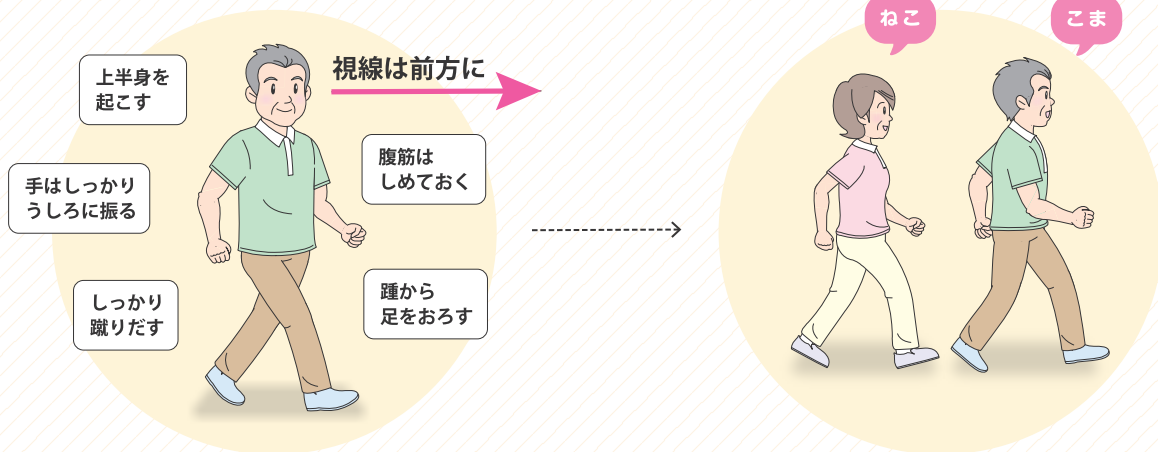 上半身を
起こす
視線は前方に
手はしっかり
うしろに振る
腹筋は
しめておく
しっかり
蹴りだす
踵から
足をおろす
ねこ
こま